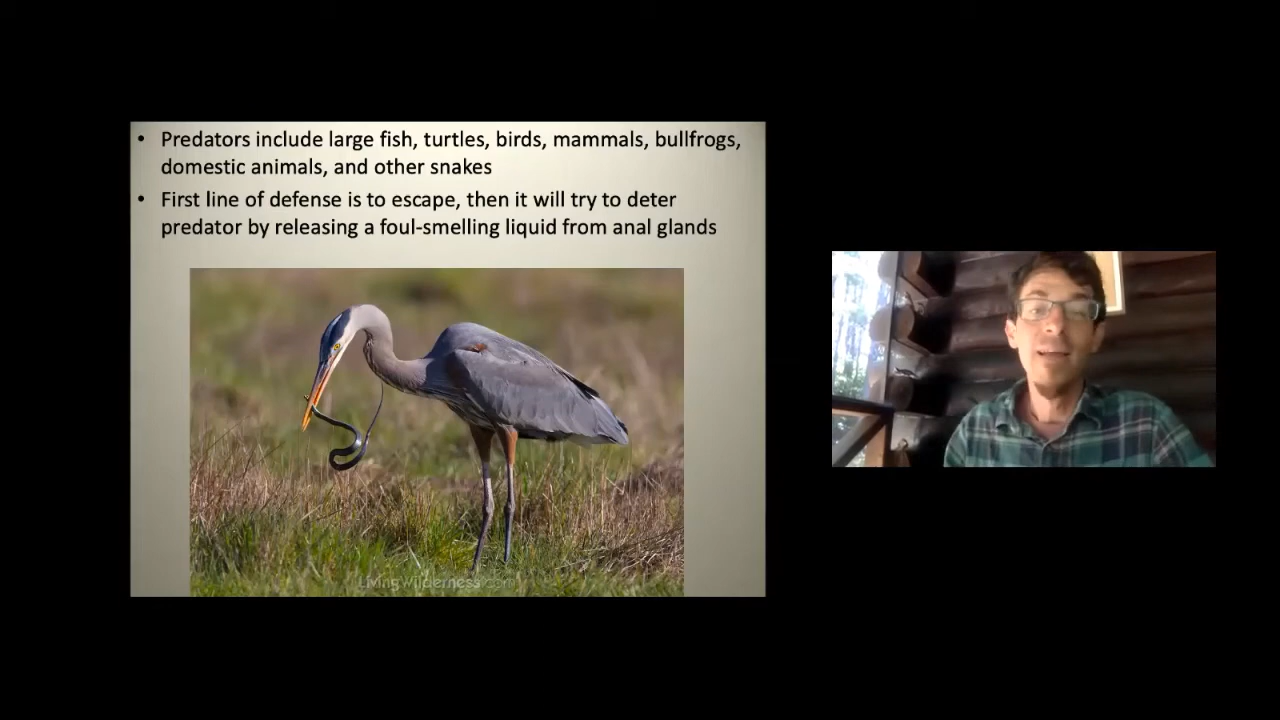 • Predators include large fish, turtles, birds, mammals, bullfrogs,
domestic animals, and other snakes
• First line of defense is to escape, then it will try to deter
predator by releasing a foul-smelling liquid from anal glands
LivingWilderness.com